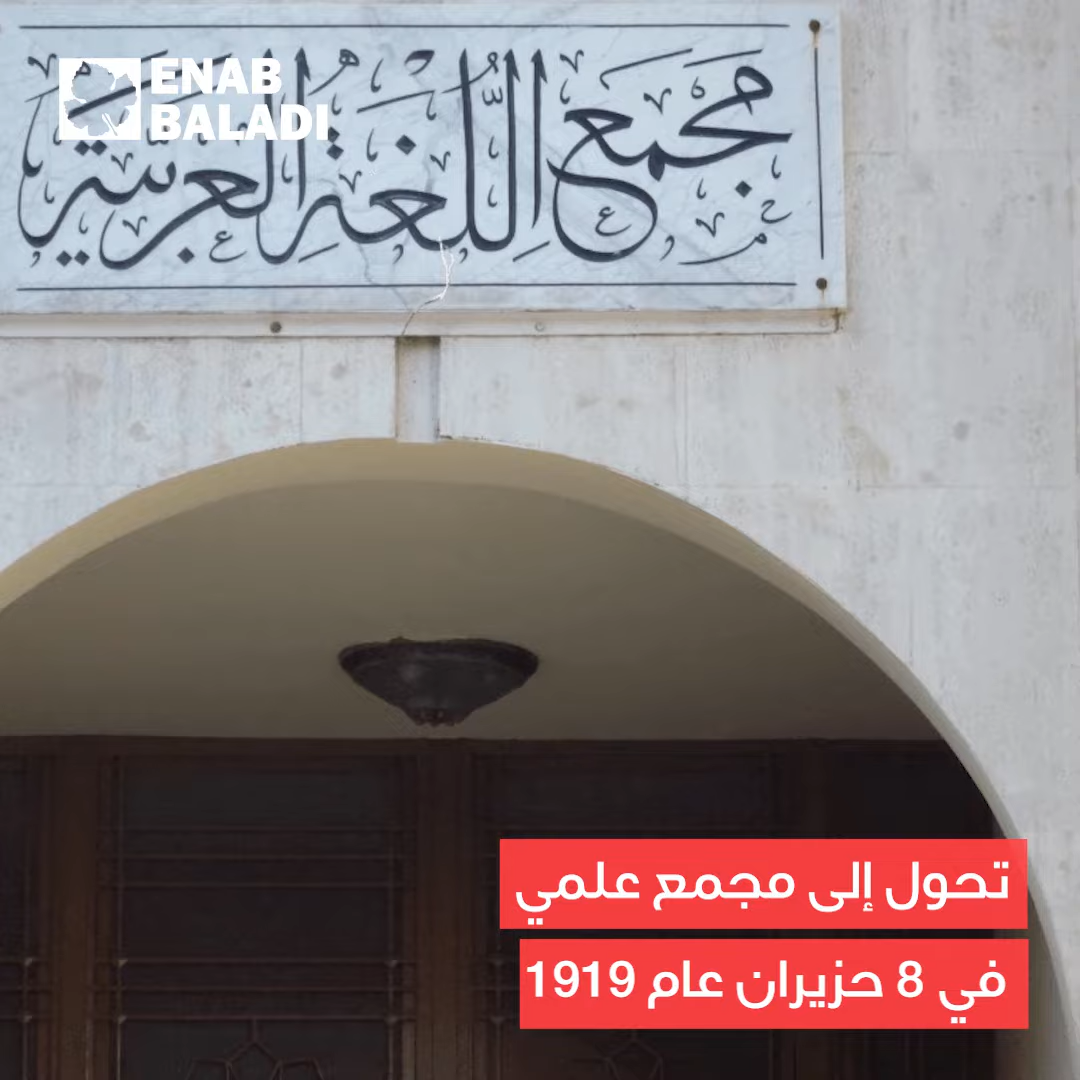 مجمع اللغة العربية
ENAB
BALADI
تحول إلى مجمع علمي
في 8 حزيران عام 1919